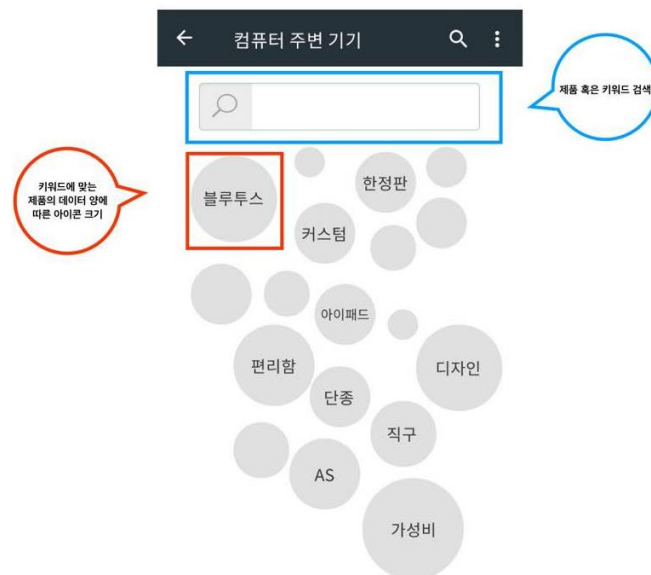 컴퓨터 주변 기기
제품 혹은 키워드 검색
키워드에 맞는
제품의 데이터 양에
따른 아이콘 크기
블루투스
한정판
커스텀
아이패드
편리함
디자인
단종
직구
AS
가성비